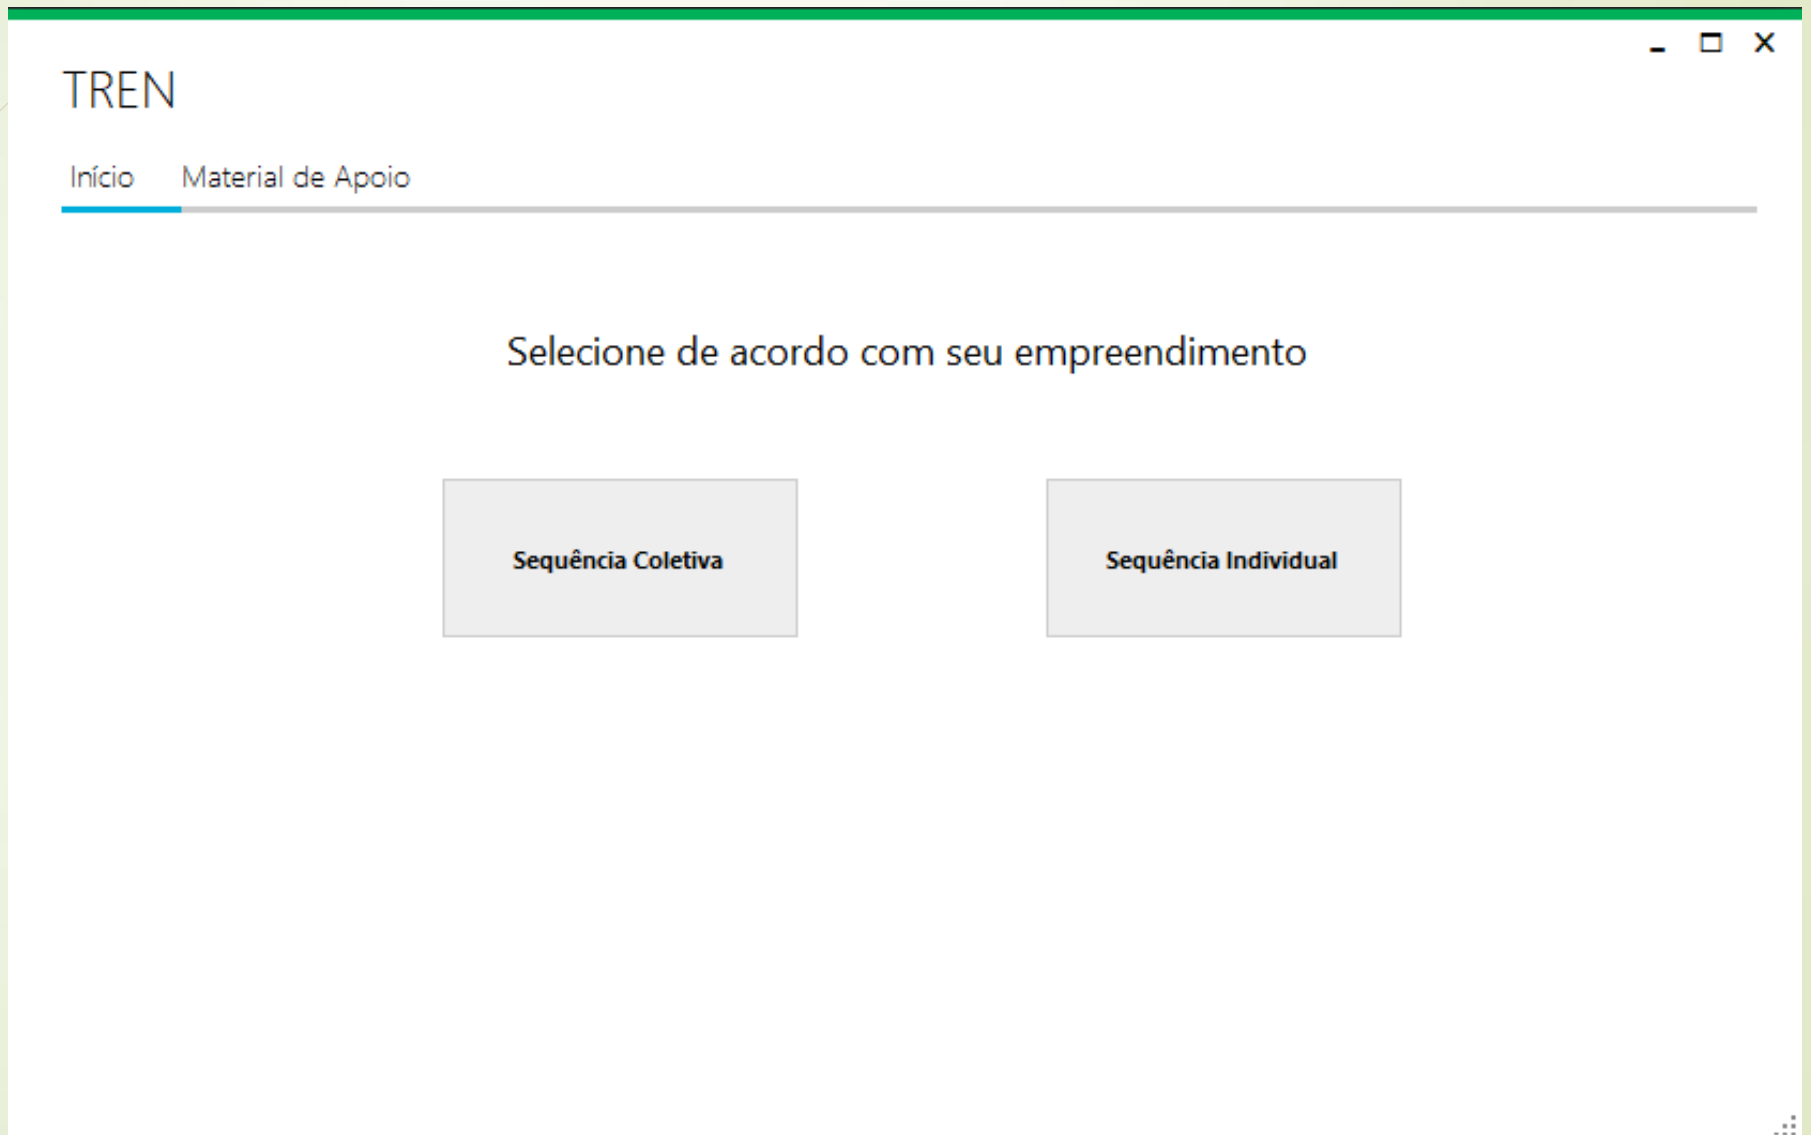 TREN
Início Material de Apoio
Selecione de acordo com seu empreendimento
Sequência Coletiva Sequência Individual